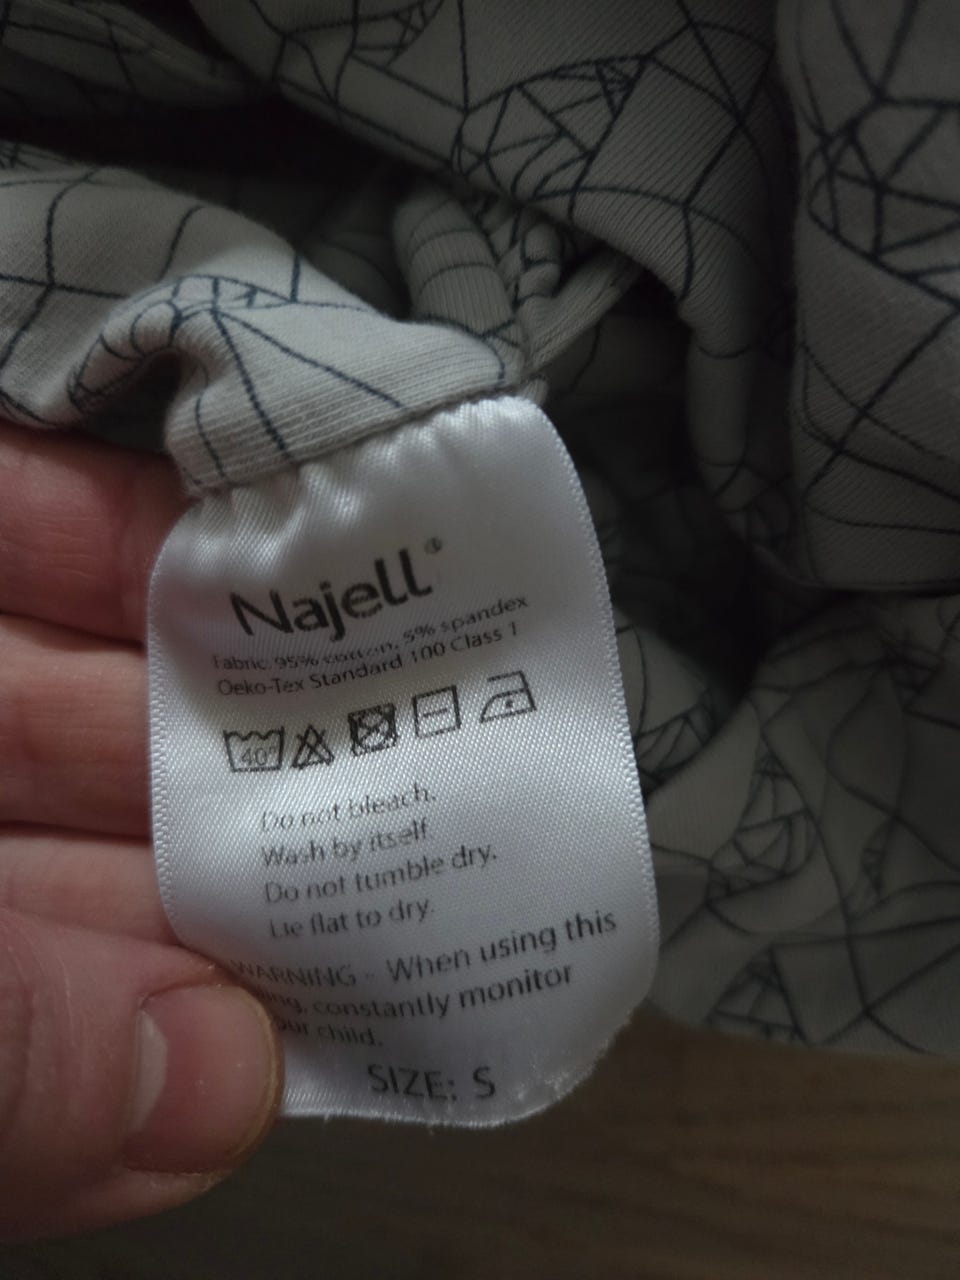 Najell®
Fabric: 95% cotton, 5% spandex
Oeko-Tex Standard 100 Class 1
40°
Do not bleach.
Wash by itself
Do not tumble dry.
Lie flat to dry.
WARNING - When using this
constantly monitor
child.
SIZE: S